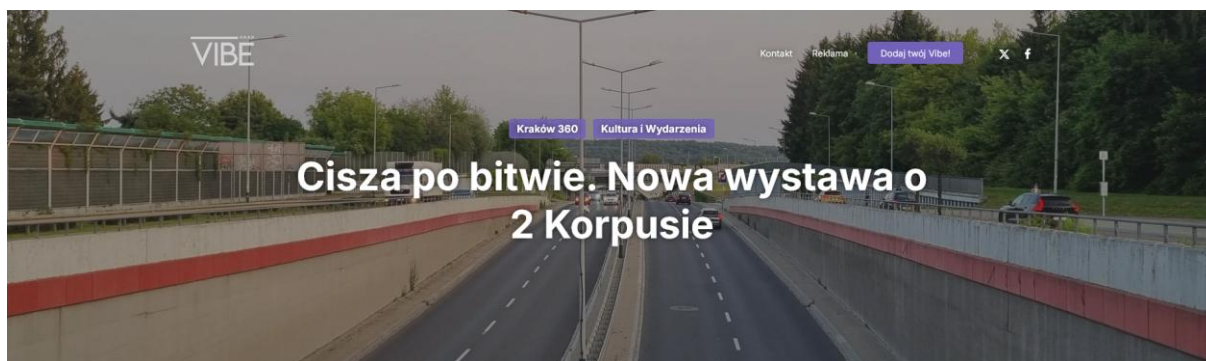 VIBE
Kontakt Reklama Dodaj twój Vibe! X f
Kraków 360 Kultura i Wydarzenia
Cisza po bitwie. Nowa wystawa o
2 Korpusie